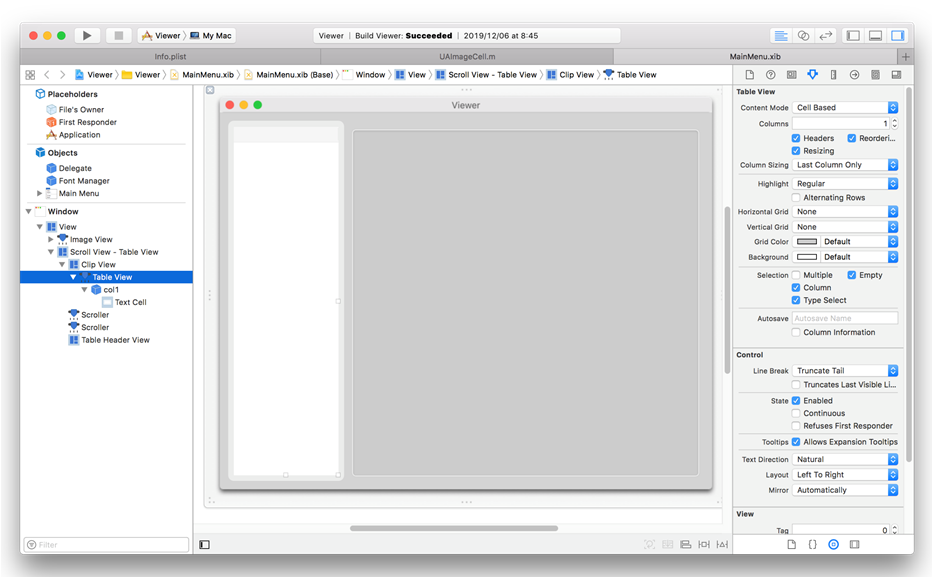 Viewer My Mac
Viewer | Build Viewer: Succeeded | 2019/12/06 at 8:45
Info.plist UAImageCell.m MainMenu.xib
Viewer Viewer MainMenu.xib MainMenu.xib (Base) Window View Scroll View - Table View Clip View Table View
Placeholders
File's Owner
First Responder
Application
Objects
Delegate
Font Manager
Main Menu
Window
View
Image View
Scroll View - Table View
Clip View
Table View
col1
Text Cell
Scroller
Scroller
Table Header View
Filter
Viewer
Table View
Content Mode Cell Based
Columns 1
Headers Reorderi...
Resizing
Column Sizing Last Column Only
Highlight Regular
Alternating Rows
Horizontal Grid None
Vertical Grid None
Grid Color Default
Background Default
Selection Multiple Empty
Column
Type Select
Autosave Autosave Name
Column Information
Control
Line Break Truncate Tail
Truncates Last Visible Li...
State Enabled
Continuous
Refuses First Responder
Tooltips Allows Expansion Tooltips
Text Direction Natural
Layout Left To Right
Mirror Automatically
View
Tag 0